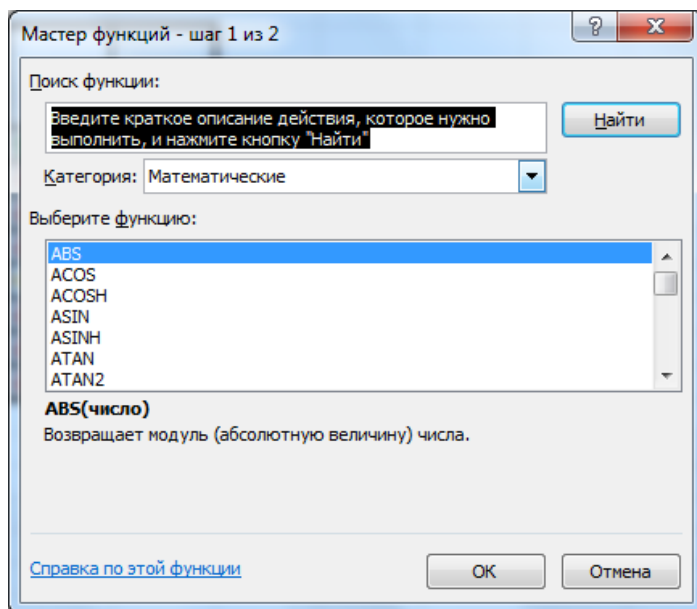 Мастер функций - шаг 1 из 2
Поиск функции:
Введите краткое описание действия, которое нужно
выполнить, и нажмите кнопку "Найти"
Найти
Категория: Математические
Выберите функцию:
ABS
ACOS
ACOSH
ASIN
ASINH
ATAN
ATAN2
ABS(число)
Возвращает модуль (абсолютную величину) числа.
Справка по этой функции
ОК
Отмена